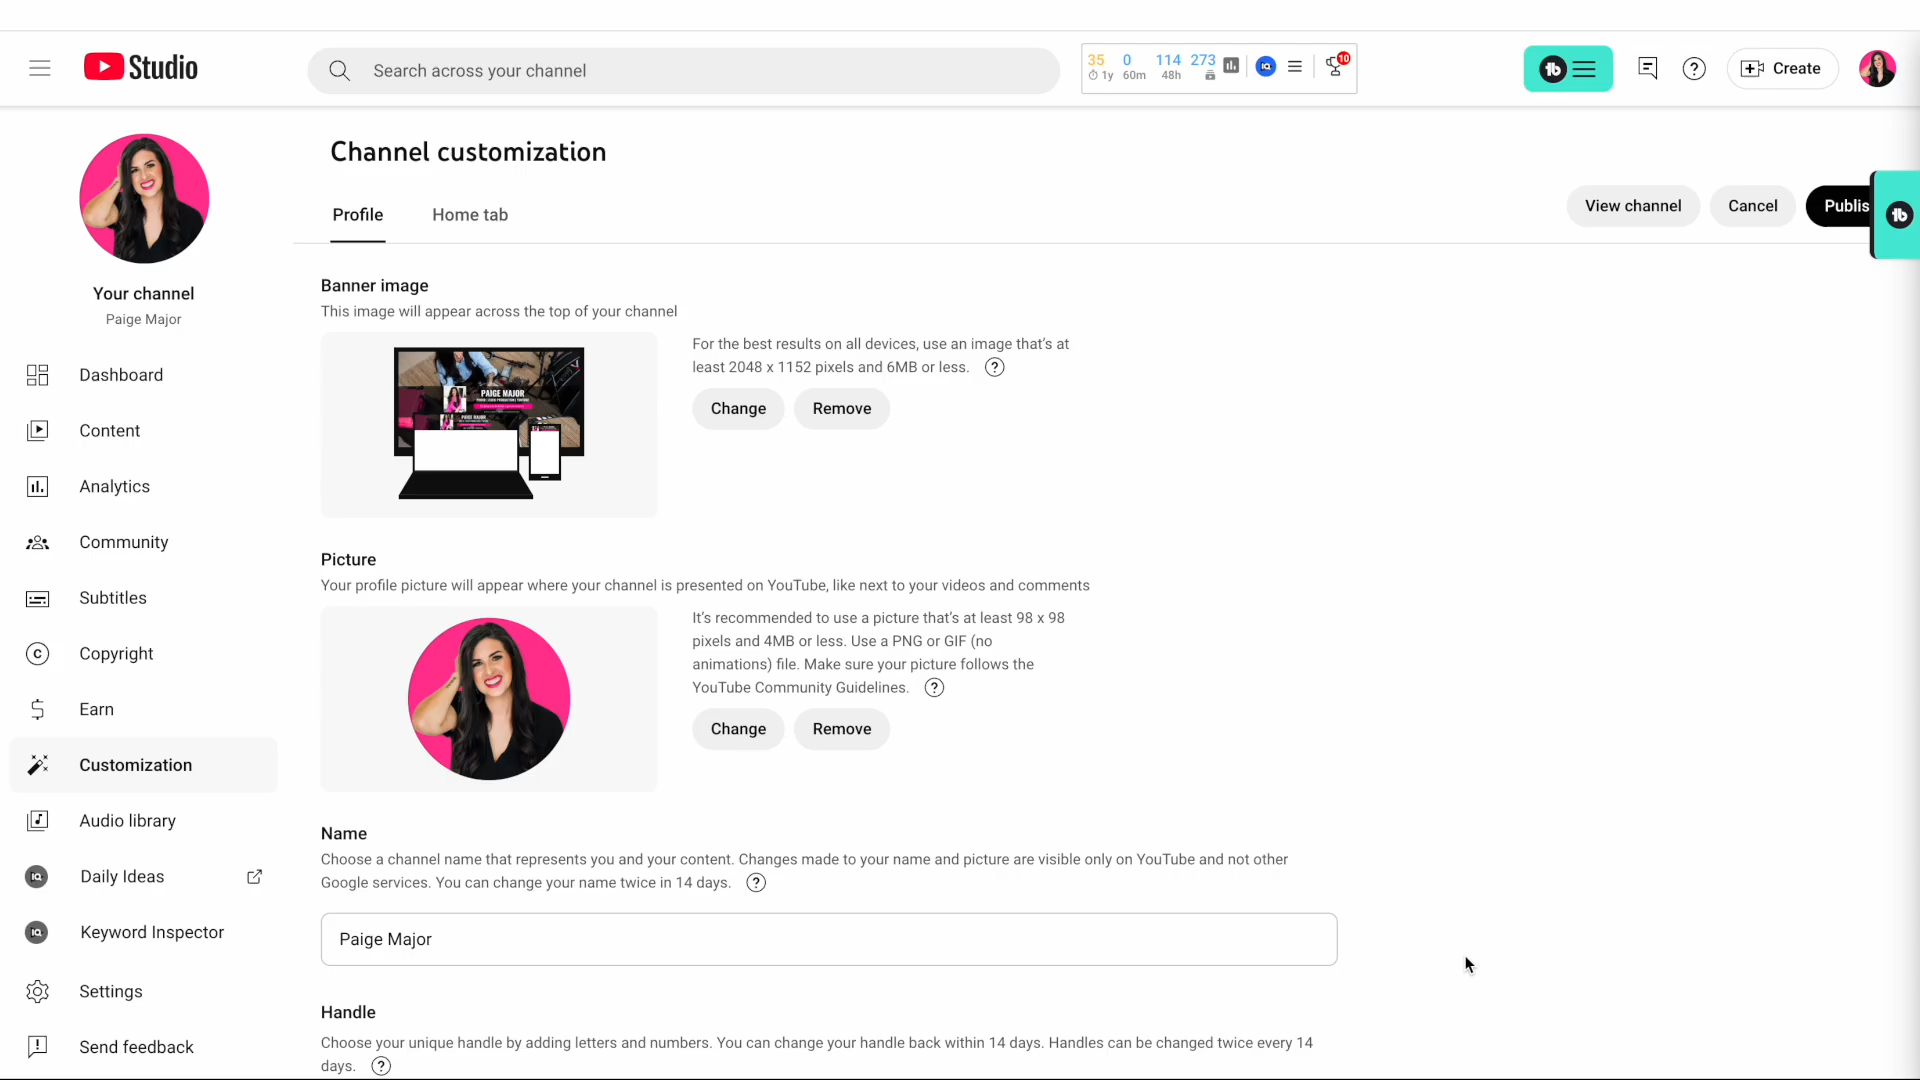 Studio
Search across your channel
35 0 114 273
1y 60m 48h
10
Create
Your channel
Paige Major
Dashboard
Content
Analytics
Community
Subtitles
Copyright
Earn
Customization
Audio library
Daily Ideas
Keyword Inspector
Settings
Send feedback
Channel customization
Profile
Home tab
View channel
Cancel
Publis
Banner image
This image will appear across the top of your channel
PAIGE MAJOR
PAIGE MAJOR
For the best results on all devices, use an image that's at
least 2048 x 1152 pixels and 6MB or less.
Change
Remove
Picture
Your profile picture will appear where your channel is presented on YouTube, like next to your videos and comments
It's recommended to use a picture that's at least 98 x 98
pixels and 4MB or less. Use a PNG or GIF (no
animations) file. Make sure your picture follows the
YouTube Community Guidelines.
Change
Remove
Name
Choose a channel name that represents you and your content. Changes made to your name and picture are visible only on YouTube and not other
Google services. You can change your name twice in 14 days.
Paige Major
Handle
Choose your unique handle by adding letters and numbers. You can change your handle back within 14 days. Handles can be changed twice every 14
days.